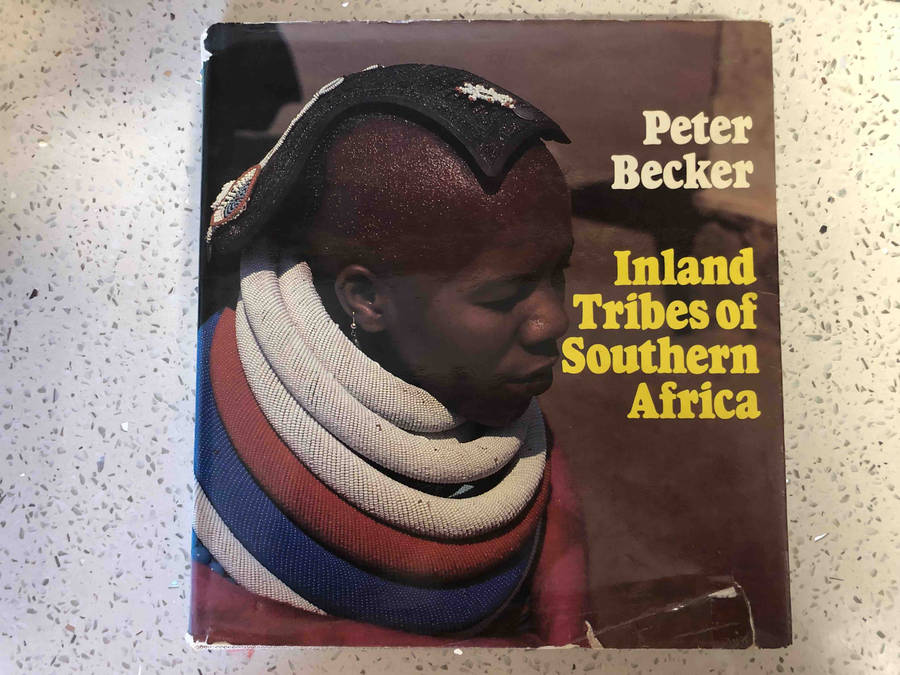 Peter
Becker
Inland
Tribes of
Southern
Africa